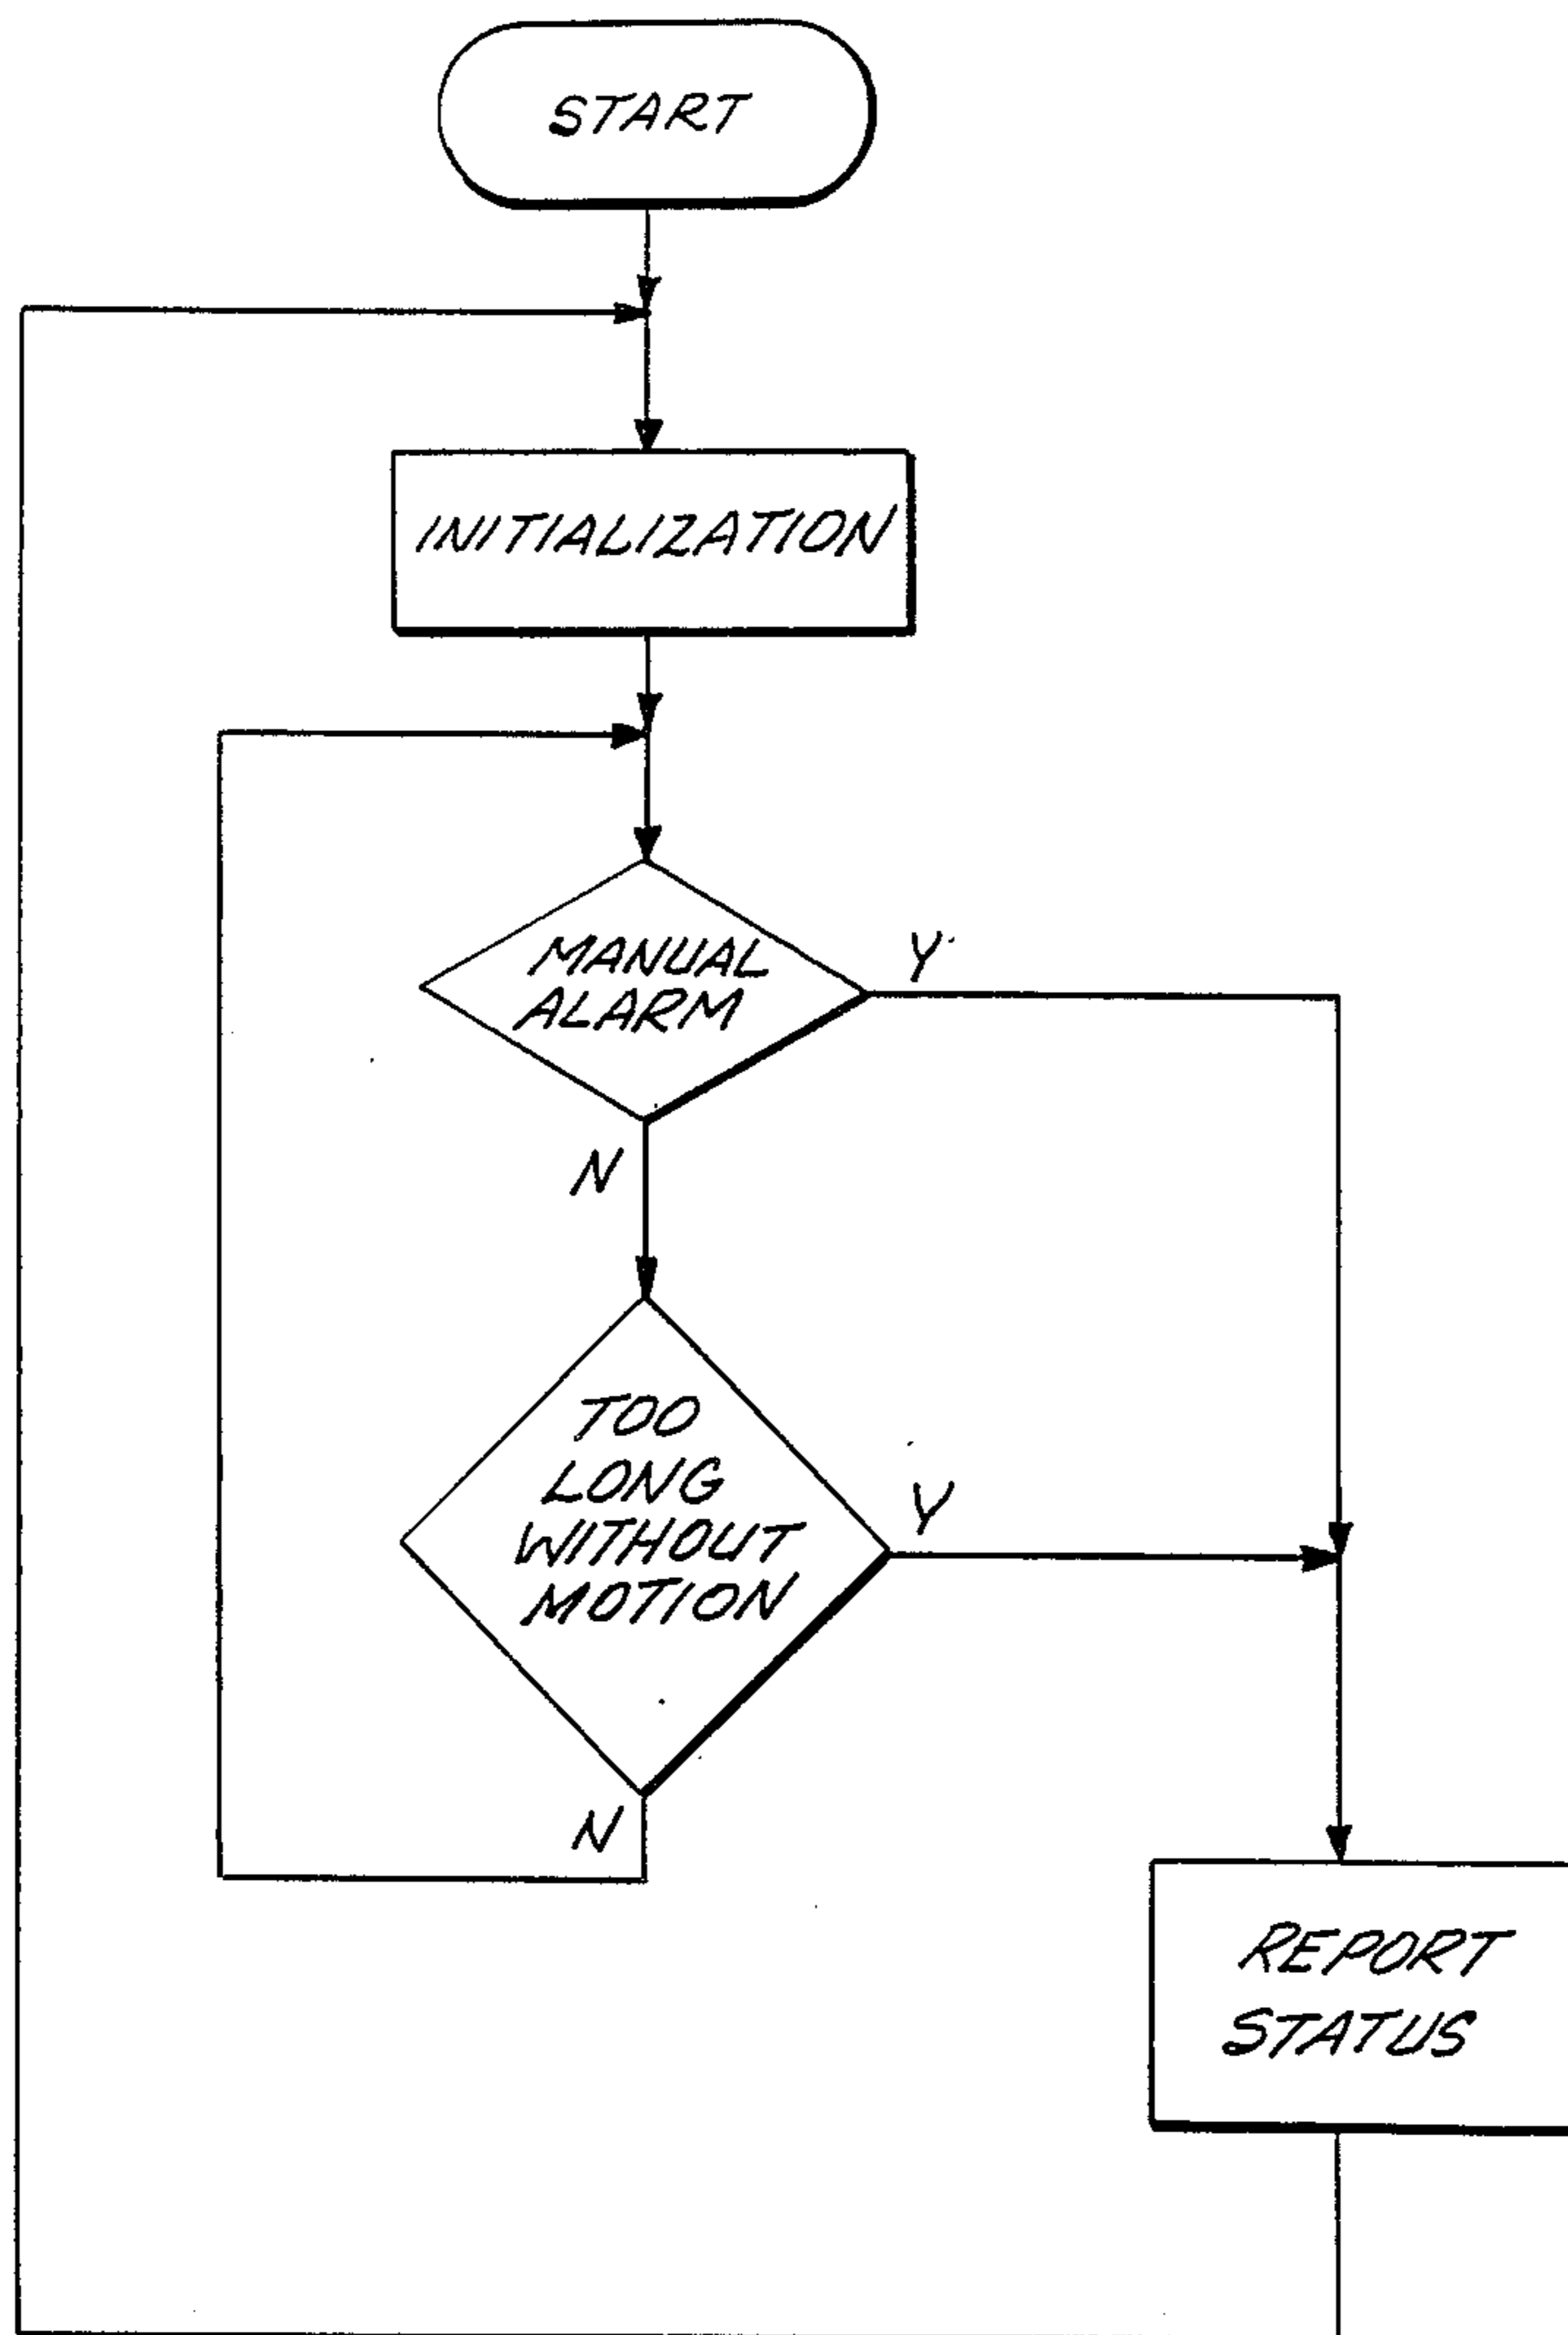 START
INITIALIZATION
MANUAL
ALARM
Y
N
TOO
LONG
WITHOUT
MOTION
Y
N
REPORT
STATUS